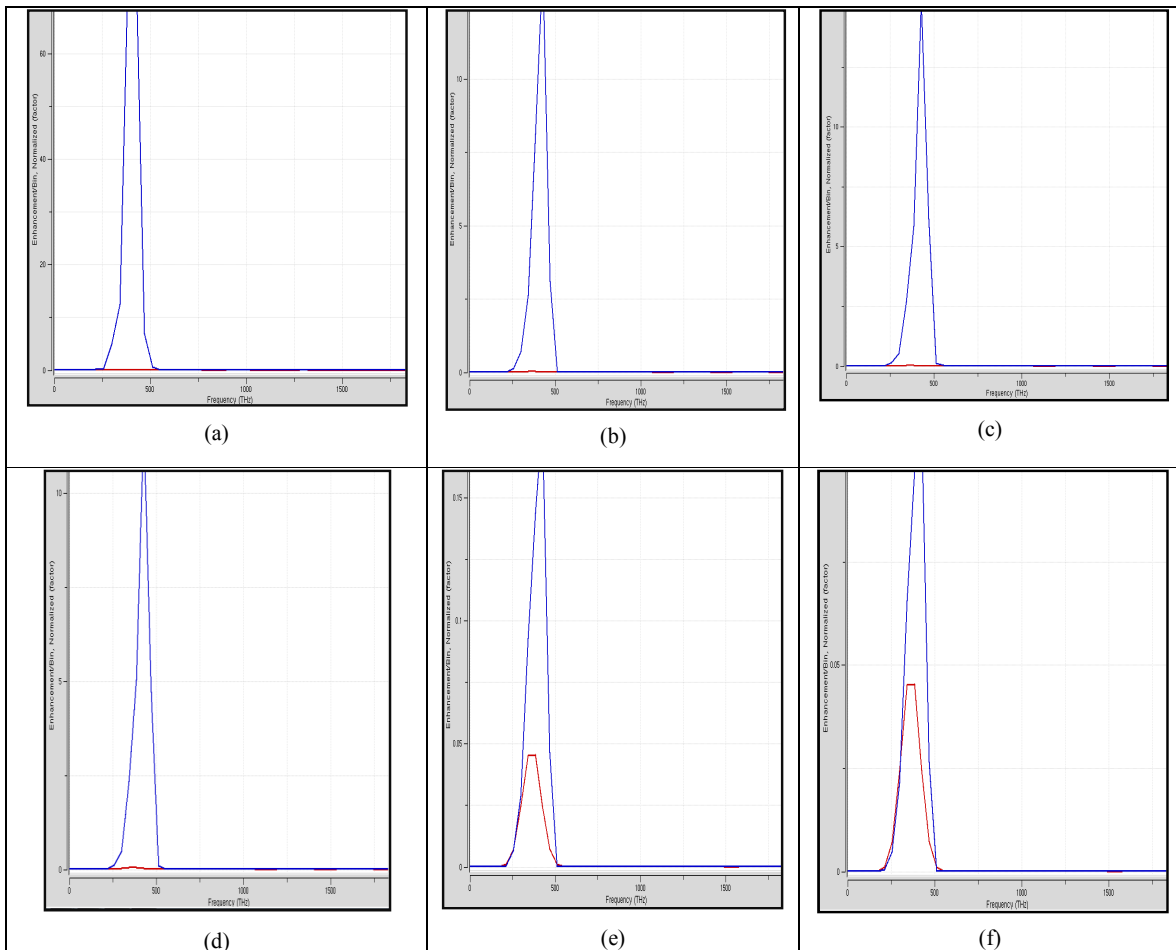 Enhancement/Bin, Normalized (factor)
60
40
20
0
0 500 1000 1500
Frequency (THz)
(a)
Enhancement/Bin, Normalized (factor)
10
5
0
0 500 1000 1500
Frequency (THz)
(b)
Enhancement/Bin, Normalized (factor)
10
5
0
0 500 1000 1500
Frequency (THz)
(c)
Enhancement/Bin, Normalized (factor)
10
5
0
0 500 1000 1500
Frequency (THz)
(d)
Enhancement/Bin, Normalized (factor)
0.15
0.1
0.05
0
0 500 1000 1500
Frequency (THz)
(e)
Enhancement/Bin, Normalized (factor)
0.05
0
0 500 1000 1500
Frequency (THz)
(f)